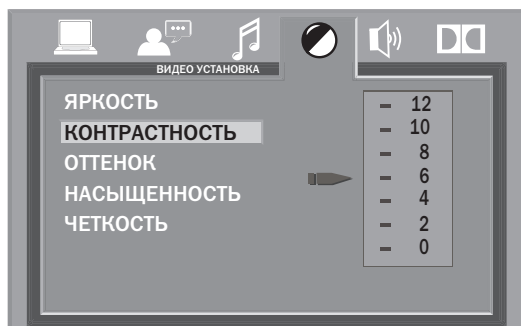 ВИДЕО УСТАНОВКА
ЯРКОСТЬ
КОНТРАСТНОСТЬ
ОТТЕНОК
НАСЫЩЕННОСТЬ
ЧЕТКОСТЬ
– 12
– 10
– 8
– 6
– 4
– 2
– 0